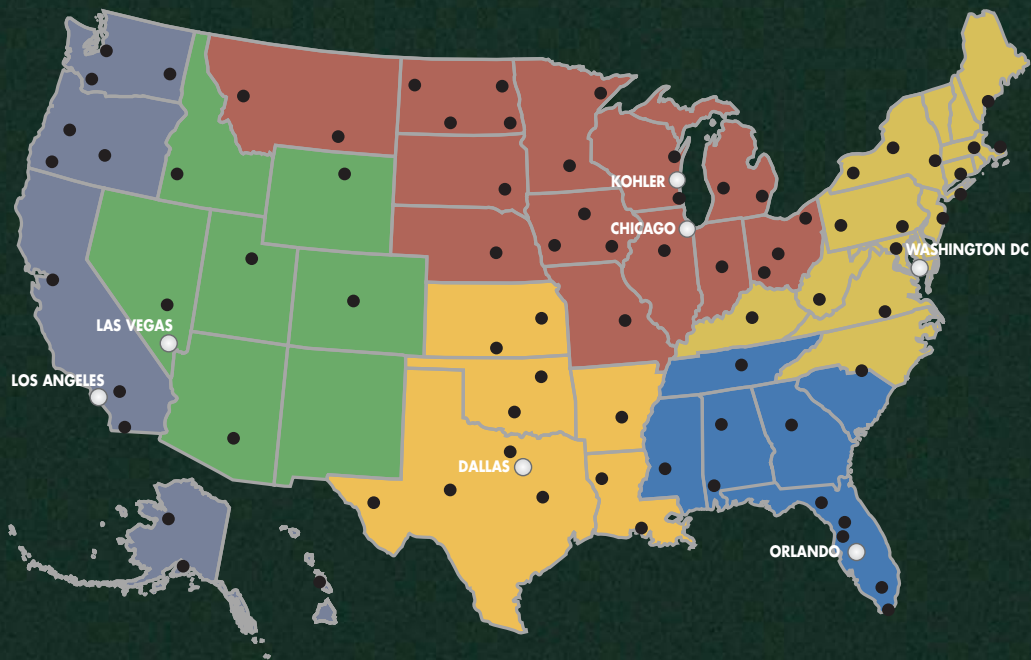 KOHLER
CHICAGO
WASHINGTON DC
LAS VEGAS
LOS ANGELES
DALLAS
ORLANDO